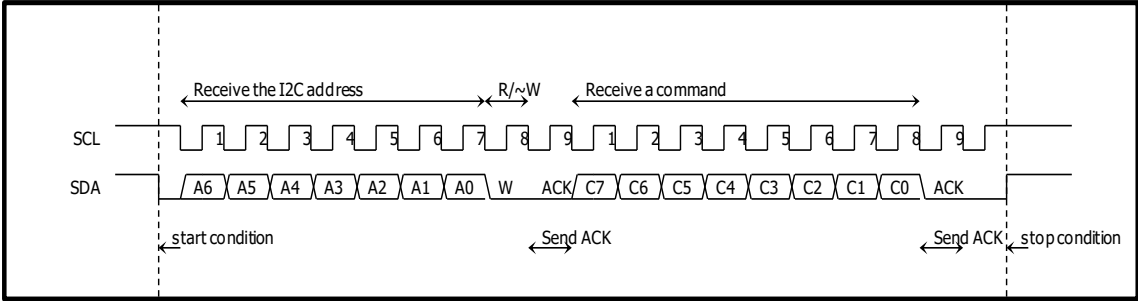 Receive the I2C address R/~W Receive a command
SCL 1 2 3 4 5 6 7 8 9 1 2 3 4 5 6 7 8 9
SDA A6 A5 A4 A3 A2 A1 A0 W ACK C7 C6 C5 C4 C3 C2 C1 C0 ACK
start condition Send ACK Send ACK stop condition